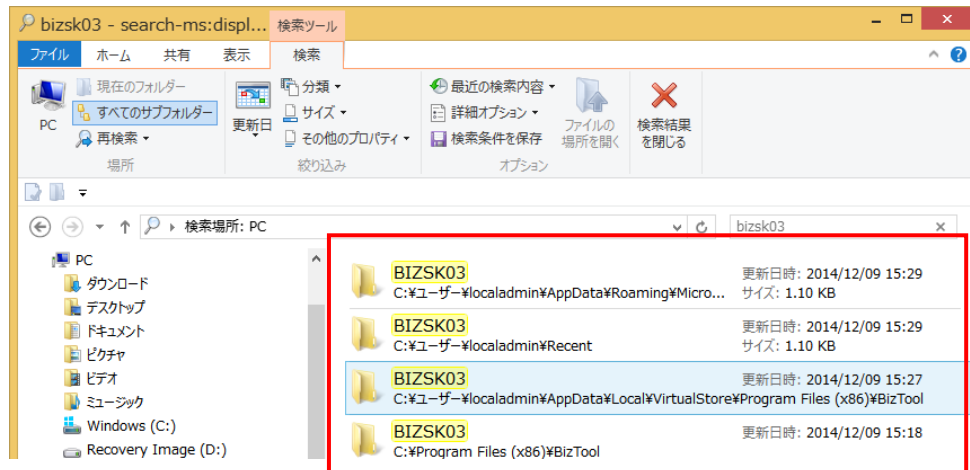 bizsk03 - search-ms:displ... 検索ツール
ファイル ホーム 共有 表示 検索
PC
現在のフォルダー
すべてのサブフォルダー
再検索
場所
更新日
分類
サイズ
その他のプロパティ
絞り込み
最近の検索内容
詳細オプション
検索条件を保存
ファイルの
場所を開く
オプション
検索結果
を閉じる
検索場所: PC
bizsk03
PC
ダウンロード
デスクトップ
ドキュメント
ピクチャ
ビデオ
ミュージック
Windows (C:)
Recovery Image (D:)
BIZSK03 更新日時: 2014/12/09 15:29
C:¥ユーザー¥localadmin¥AppData¥Roaming¥Micro... サイズ: 1.10 KB
BIZSK03 更新日時: 2014/12/09 15:29
C:¥ユーザー¥localadmin¥Recent サイズ: 1.10 KB
BIZSK03 更新日時: 2014/12/09 15:27
C:¥ユーザー¥localadmin¥AppData¥Local¥VirtualStore¥Program Files (x86)¥BizTool
BIZSK03 更新日時: 2014/12/09 15:18
C:¥Program Files (x86)¥BizTool